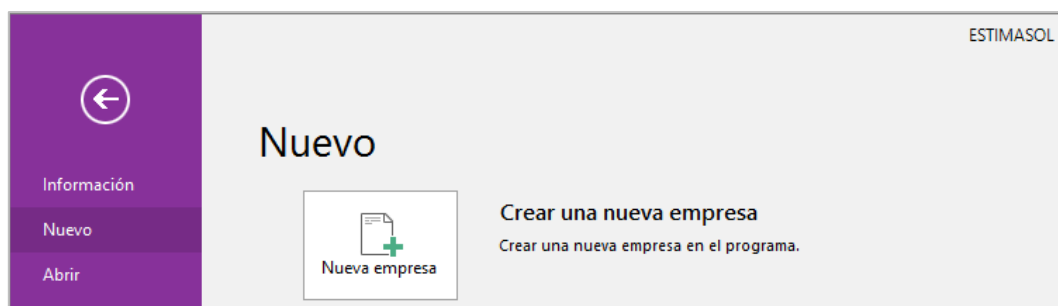 ESTIMASOL
Nuevo
Información
Nuevo
Abrir
Nueva empresa
Crear una nueva empresa
Crear una nueva empresa en el programa.